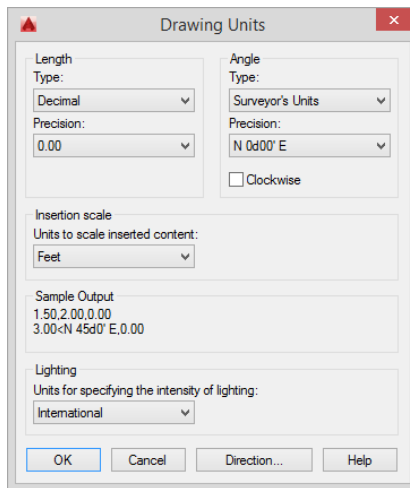 Drawing Units
Length
Type:
Decimal
Precision:
0.00
Angle
Type:
Surveyor's Units
Precision:
N 0d00' E
Clockwise
Insertion scale
Units to scale inserted content:
Feet
Sample Output
1.50,2.00,0.00
3.00<N 45d0' E,0.00
Lighting
Units for specifying the intensity of lighting:
International
OK Cancel Direction... Help